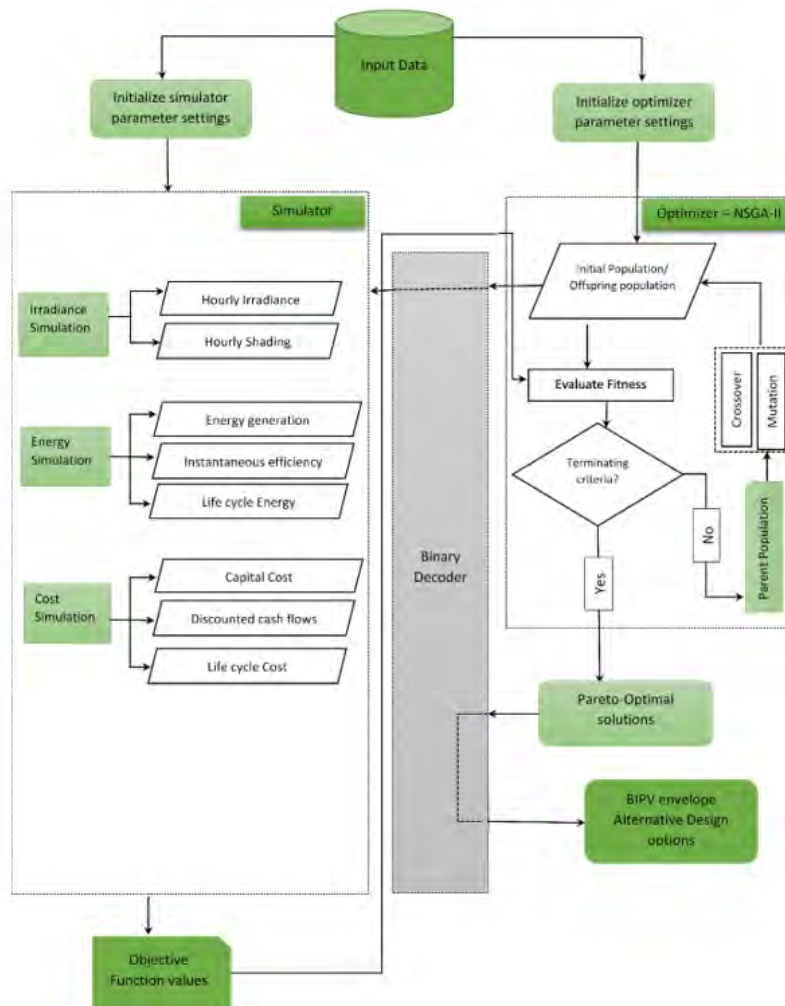 Input Data
Initialize simulator
parameter settings
Initialize optimizer
parameter settings
Simulator
Optimizer – NSGA-II
Irradiance
Simulation
Hourly Irradiance
Hourly Shading
Energy
Simulation
Energy generation
Instantaneous efficiency
Life cycle Energy
Cost
Simulation
Capital Cost
Discounted cash flows
Life cycle Cost
Binary
Decoder
Initial Population/
Offspring population
Evaluate Fitness
Terminating
criteria?
Crossover
Mutation
Parent Population
No
Yes
Pareto-Optimal
solutions
BIPV envelope
Alternative Design
options
Objective
Function values